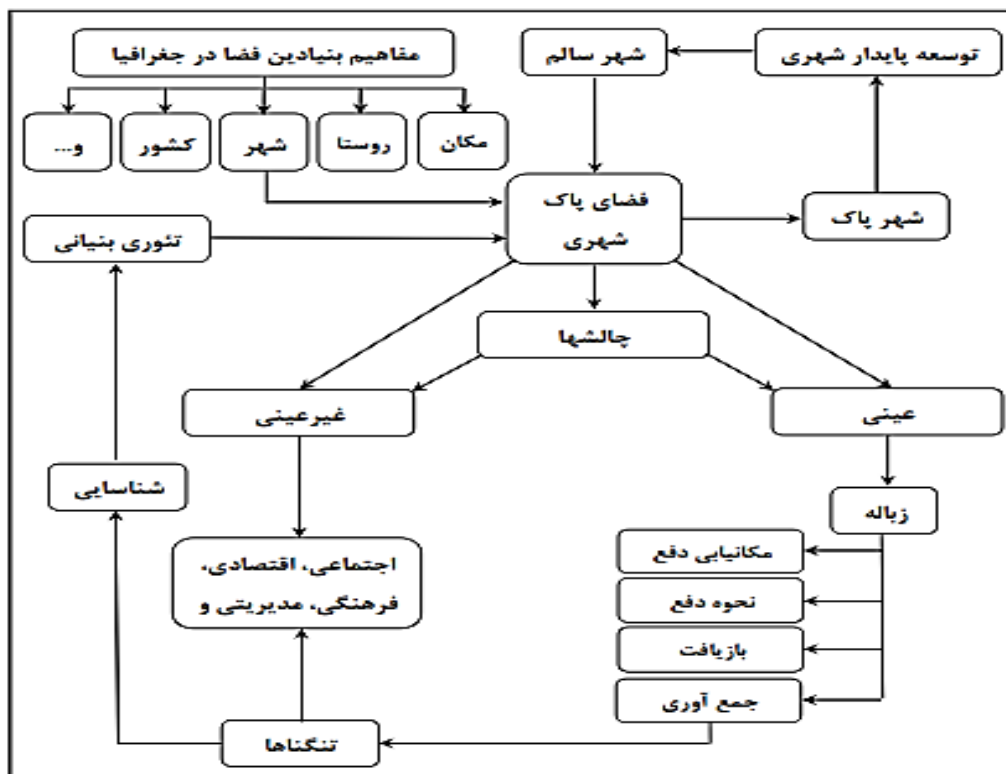 مفاهیم بنیادین فضا در جغرافیا
شهر سالم
توسعه پایدار شهری
مکان
روستا
شهر
کشور
و...
فضای پاک
شهری
شهر پاک
تئوری بنیانی
چالشها
غیرعینی
عینی
شناسایی
زباله
اجتماعی، اقتصادی،
فرهنگی، مدیریتی و
مکانیابی دفع
نحوه دفع
بازیافت
جمع آوری
تنگناها